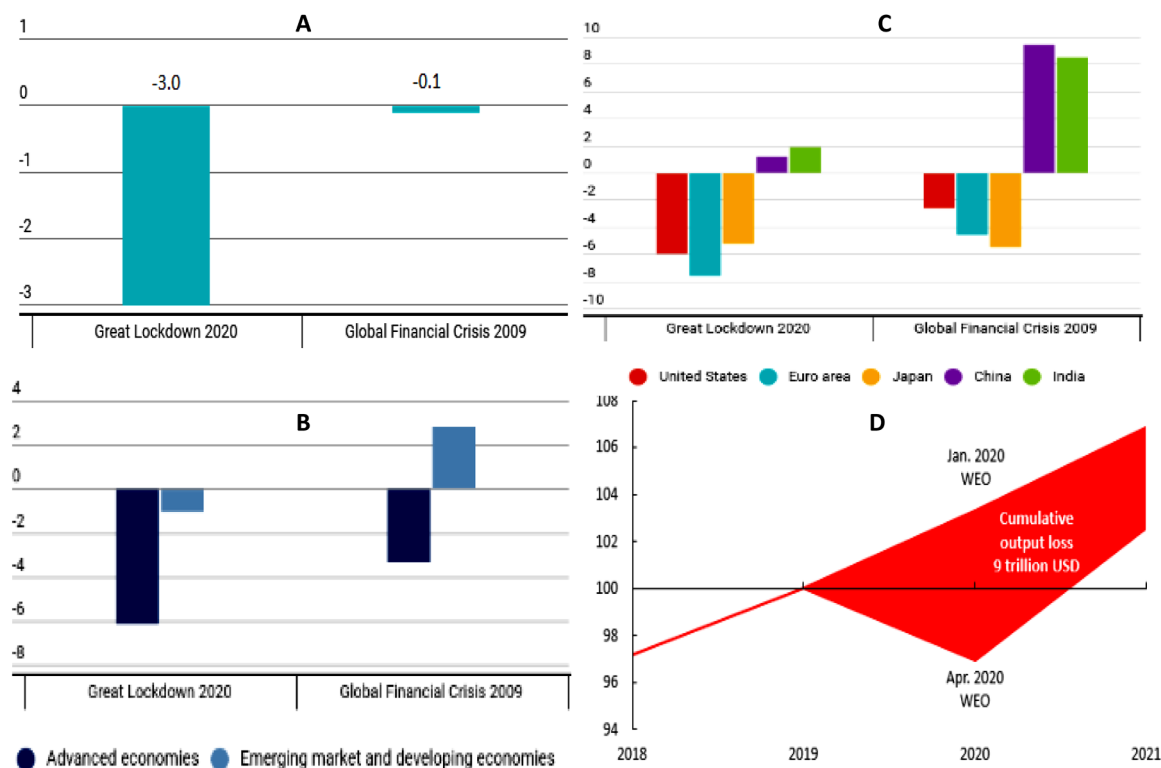 A
1
0
-1
-2
-3
-3.0
-0.1
Great Lockdown 2020
Global Financial Crisis 2009
C
10
8
6
4
2
0
-2
-4
-6
-8
-10
Great Lockdown 2020
Global Financial Crisis 2009
United States
Euro area
Japan
China
India
B
4
2
0
-2
-4
-6
-8
Great Lockdown 2020
Global Financial Crisis 2009
Advanced economies
Emerging market and developing economies
D
108
106
104
102
100
98
96
94
Jan. 2020
WEO
Cumulative
output loss
9 trillion USD
Apr. 2020
WEO
2018
2019
2020
2021